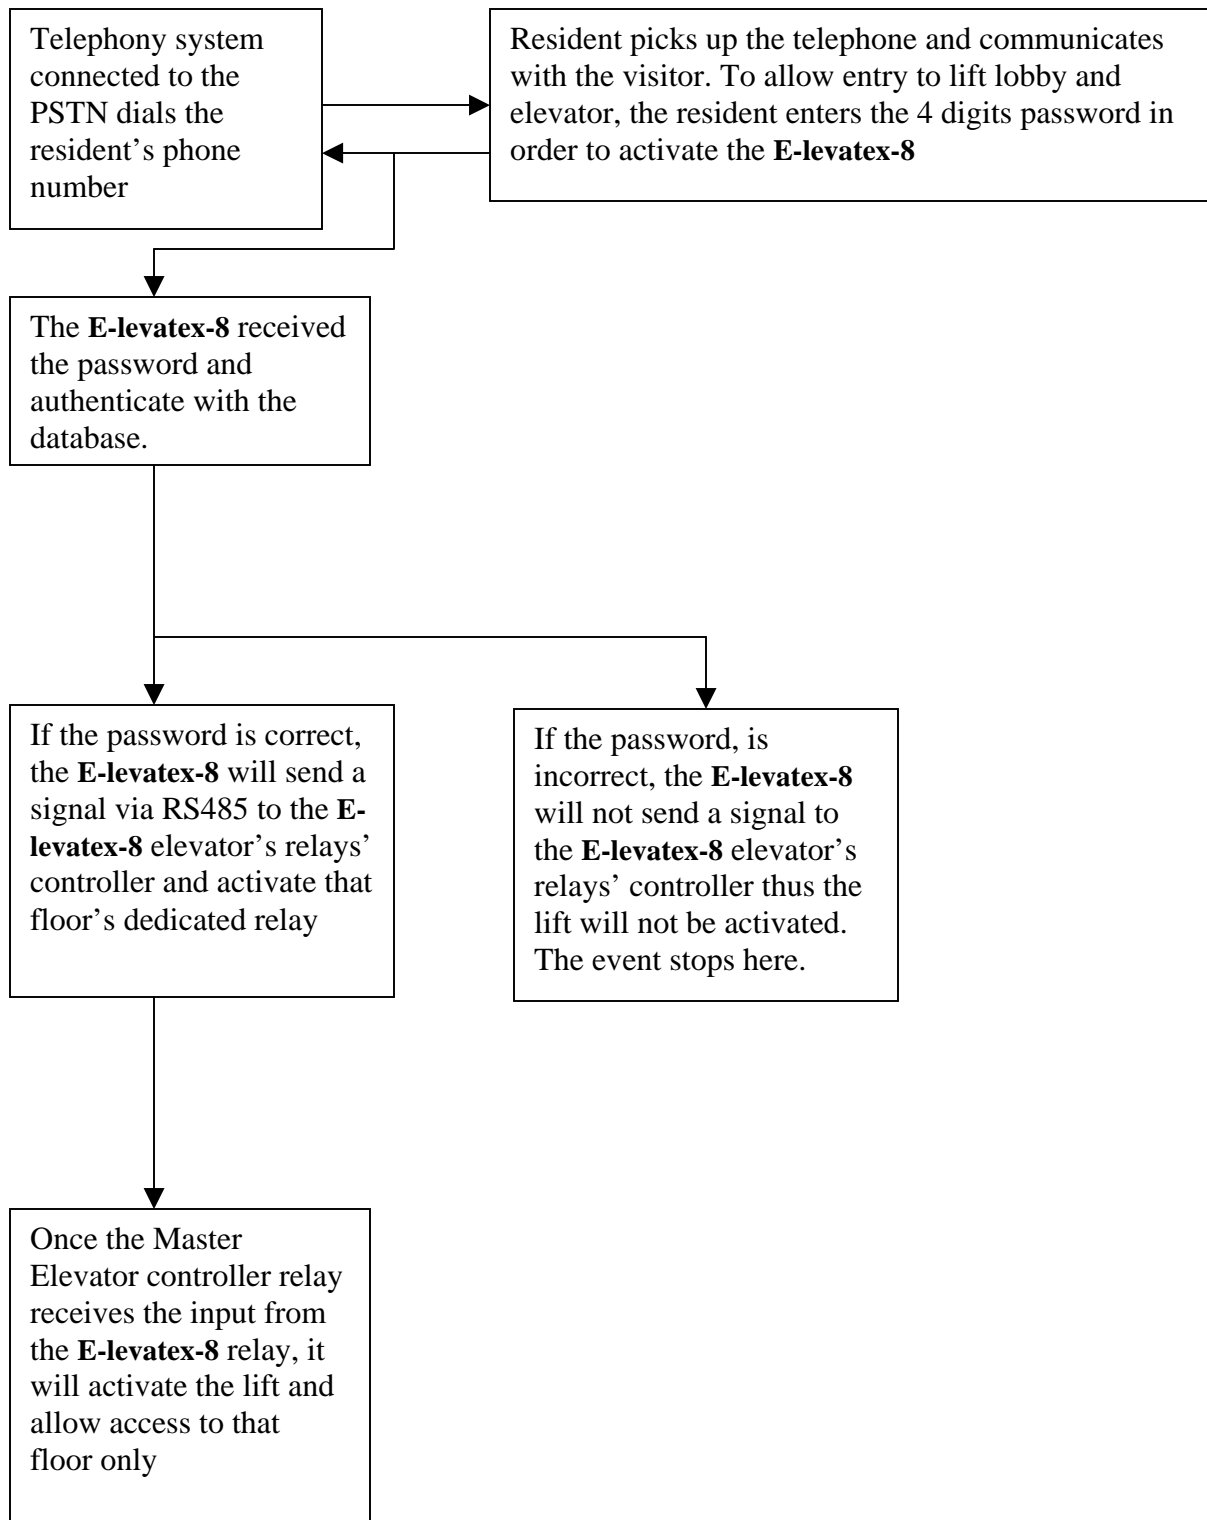 Telephony system
connected to the
PSTN dials the
resident’s phone
number
Resident picks up the telephone and communicates
with the visitor. To allow entry to lift lobby and
elevator, the resident enters the 4 digits password in
order to activate the E-levatex-8
The E-levatex-8 received
the password and
authenticate with the
database.
If the password is correct,
the E-levatex-8 will send a
signal via RS485 to the E-
levatex-8 elevator’s relays’
controller and activate that
floor’s dedicated relay
If the password, is
incorrect, the E-levatex-8
will not send a signal to
the E-levatex-8 elevator’s
relays’ controller thus the
lift will not be activated.
The event stops here.
Once the Master
Elevator controller relay
receives the input from
the E-levatex-8 relay, it
will activate the lift and
allow access to that
floor only